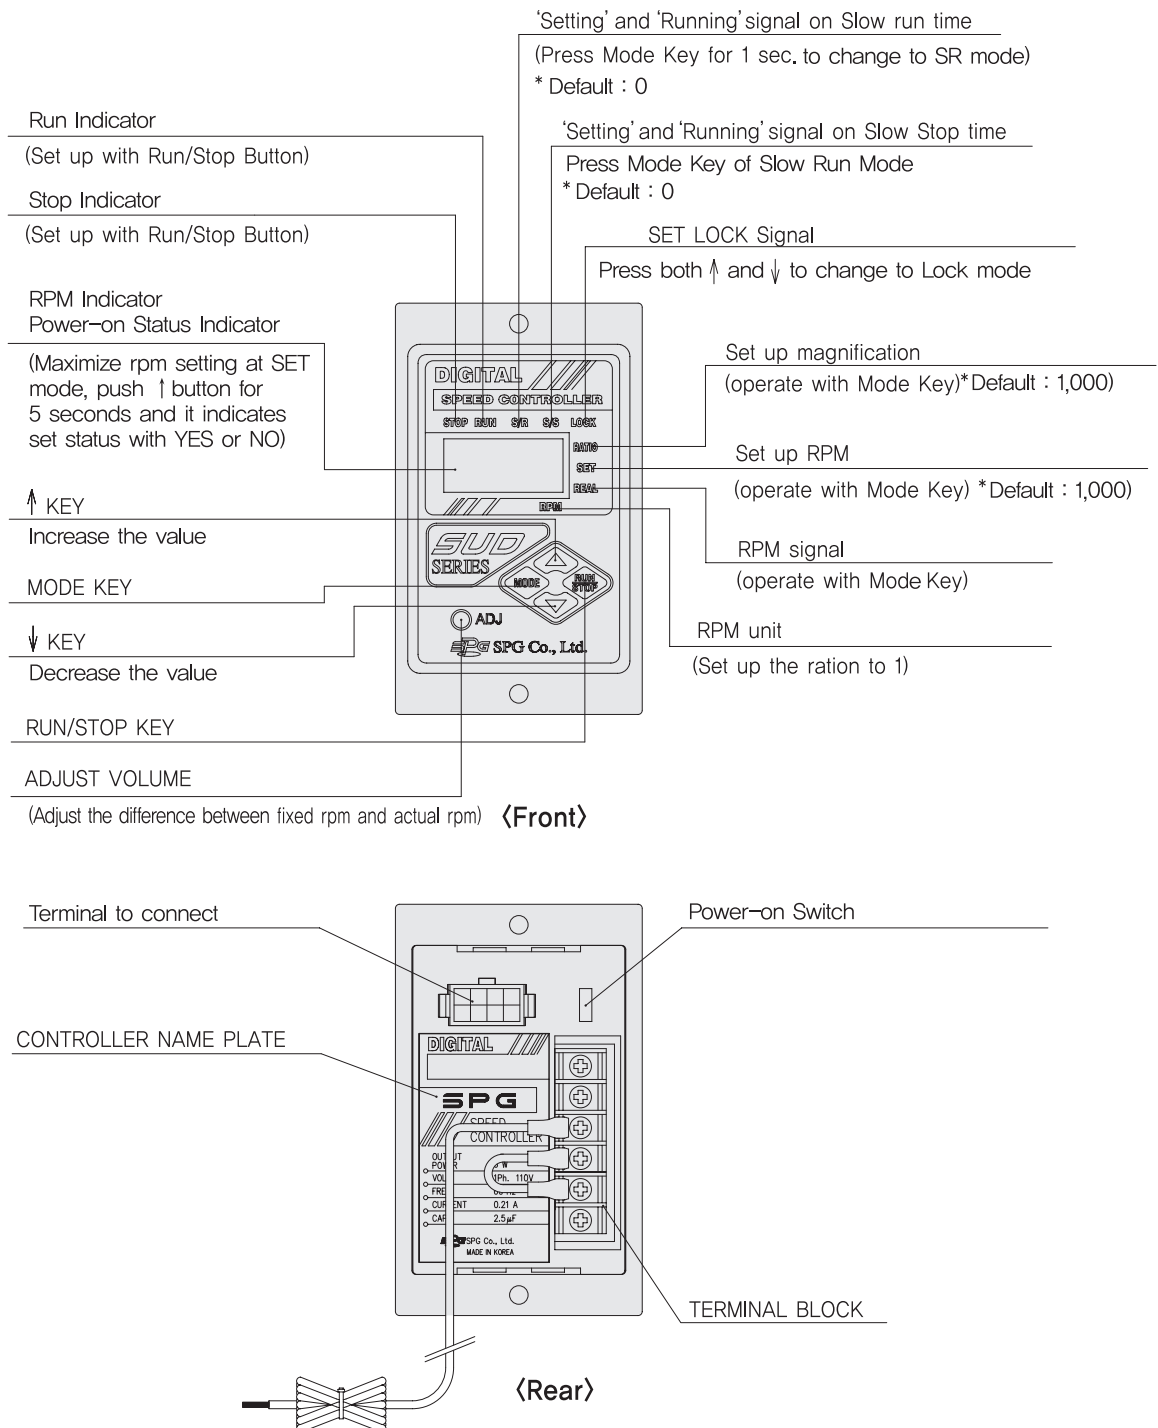 ‘Setting’ and ‘Running’ signal on Slow run time
(Press Mode Key for 1 sec. to change to SR mode)
* Default : 0
Run Indicator
(Set up with Run/Stop Button)
‘Setting’ and ‘Running’ signal on Slow Stop time
Press Mode Key of Slow Run Mode
* Default : 0
Stop Indicator
(Set up with Run/Stop Button)
SET LOCK Signal
Press both ↑ and ↓ to change to Lock mode
RPM Indicator
Power-on Status Indicator
(Maximize rpm setting at SET
mode, push ↑ button for
5 seconds and it indicates
set status with YES or NO)
Set up magnification
(operate with Mode Key)*Default : 1,000)
Set up RPM
(operate with Mode Key) *Default : 1,000)
RPM signal
(operate with Mode Key)
RPM unit
(Set up the ration to 1)
↑ KEY
Increase the value
MODE KEY
↓ KEY
Decrease the value
RUN/STOP KEY
ADJUST VOLUME
(Adjust the difference between fixed rpm and actual rpm)
DIGITAL
SPEED CONTROLLER
STOP RUN S/R S/S LOCK
RATIO
SET
REAL
RPM
SUD
SERIES
MODE
RUN
STOP
ADJ
SPG SPG Co., Ltd.
〈Front〉
Terminal to connect
Power-on Switch
CONTROLLER NAME PLATE
DIGITAL
SPG
SPEED
CONTROLLER
OUTPUT
POWER W
1Ph. 110V
CURRENT 0.21 A
2.5μF
SPG Co., Ltd.
MADE IN KOREA
TERMINAL BLOCK
〈Rear〉